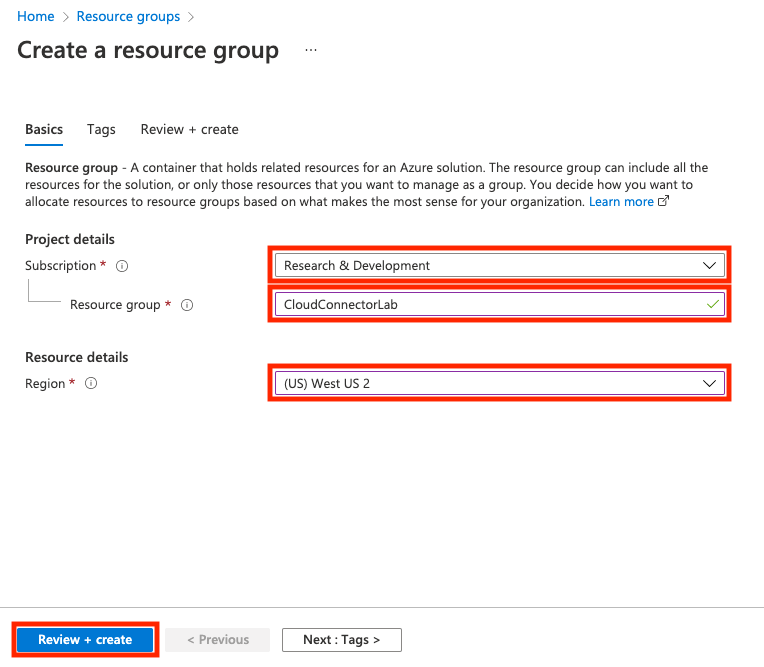 Home > Resource groups >
Create a resource group ...
Basics Tags Review + create
Resource group - A container that holds related resources for an Azure solution. The resource group can include all the
resources for the solution, or only those resources that you want to manage as a group. You decide how you want to
allocate resources to resource groups based on what makes the most sense for your organization. Learn more
Project details
Subscription * Research & Development
Resource group * CloudConnectorLab
Resource details
Region * (US) West US 2
Review + create < Previous Next : Tags >